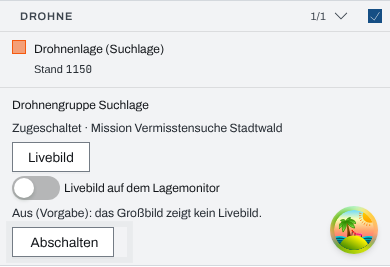 DROHNE 1/1
Drohnenlage (Suchlage)
Stand 1150
Drohnengruppe Suchlage
Zugeschaltet · Mission Vermisstensuche Stadtwald
Livebild
Livebild auf dem Lagemonitor
Aus (Vorgabe): das Großbild zeigt kein Livebild.
Abschalten